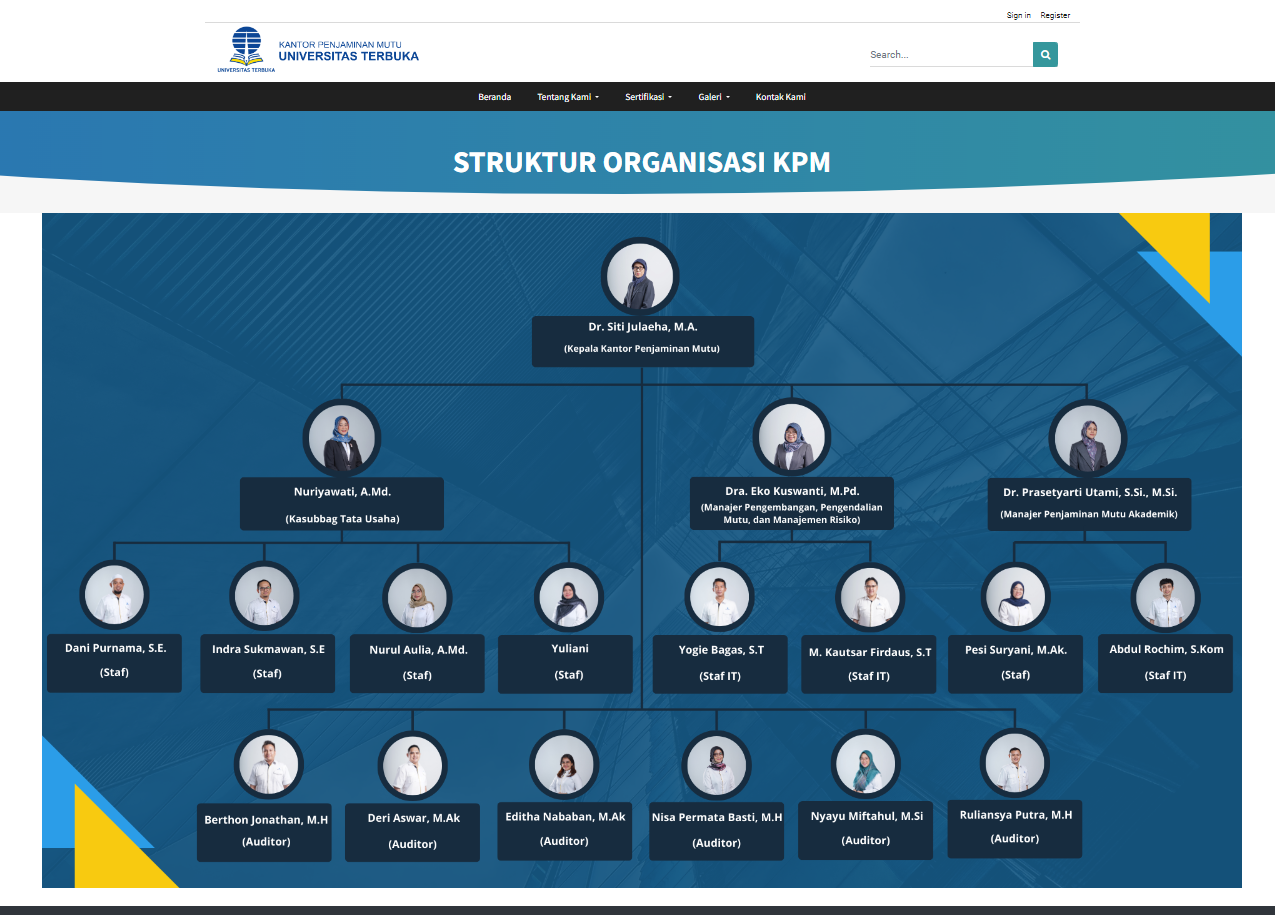 Sign in Register
KANTOR PENJAMINAN MUTU
UNIVERSITAS TERBUKA
UNIVERSITAS TERBUKA
Search...
Beranda Tentang Kami Sertifikasi Galeri Kontak Kami
STRUKTUR ORGANISASI KPM
Dr. Siti Julaeha, M.A.
(Kepala Kantor Penjaminan Mutu)
Nuriyawati, A.Md.
(Kasubbag Tata Usaha)
Dra. Eko Kuswanti, M.Pd.
(Manajer Pengembangan, Pengendalian
Mutu, dan Manajemen Risiko)
Dr. Prasetyarti Utami, S.Si., M.Si.
(Manajer Penjaminan Mutu Akademik)
Dani Purnama, S.E.
(Staf)
Indra Sukmawan, S.E
(Staf)
Nurul Aulia, A.Md.
(Staf)
Yuliani
(Staf)
Yogie Bagas, S.T
(Staf IT)
M. Kautsar Firdaus, S.T
(Staf IT)
Pesi Suryani, M.Ak.
(Staf)
Abdul Rochim, S.Kom
(Staf IT)
Berthon Jonathan, M.H
(Auditor)
Deri Aswar, M.Ak
(Auditor)
Editha Nababan, M.Ak
(Auditor)
Nisa Permata Basti, M.H
(Auditor)
Nyayu Miftahul, M.Si
(Auditor)
Ruliansya Putra, M.H
(Auditor)